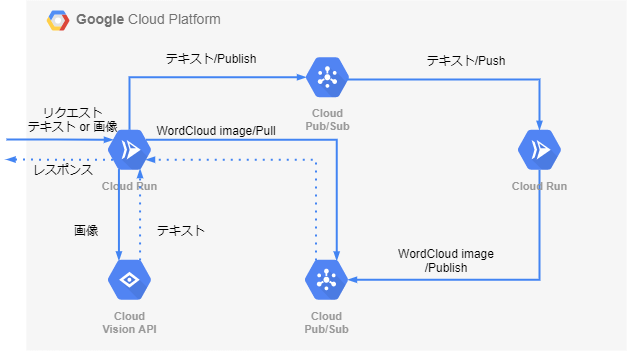 Google Cloud Platform
テキスト/Publish
テキスト/Push
Cloud
Pub/Sub
リクエスト
テキスト or 画像
WordCloud image/Pull
レスポンス
Cloud Run
Cloud Run
画像
テキスト
WordCloud image
/Publish
Cloud
Vision API
Cloud
Pub/Sub